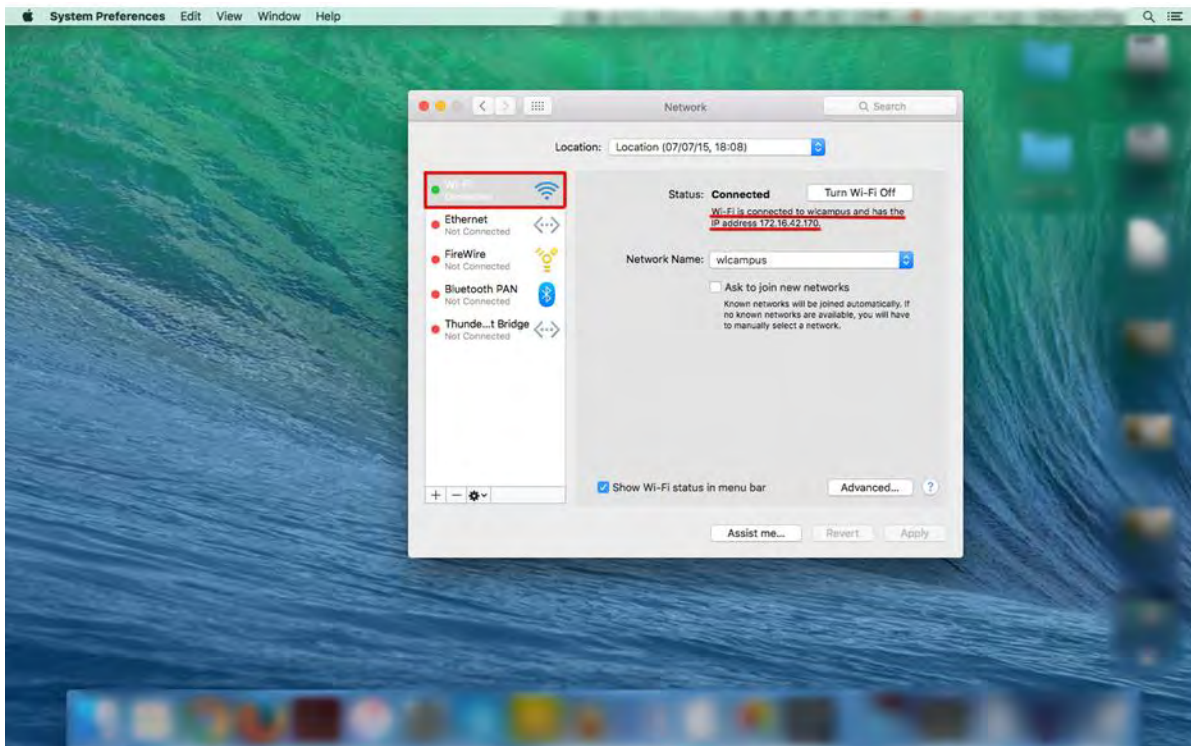 System Preferences Edit View Window Help
Network
Search
Location: Location (07/07/15, 18:08)
Wi-Fi
Connected
Ethernet
Not Connected
FireWire
Not Connected
Bluetooth PAN
Not Connected
Thunde...t Bridge
Not Connected
Status: Connected
Turn Wi-Fi Off
Wi-Fi is connected to wlcampus and has the
IP address 172.16.42.170.
Network Name: wlcampus
Ask to join new networks
Known networks will be joined automatically. If
no known networks are available, you will have
to manually select a network.
Show Wi-Fi status in menu bar
Advanced... ?
Assist me... Revert Apply